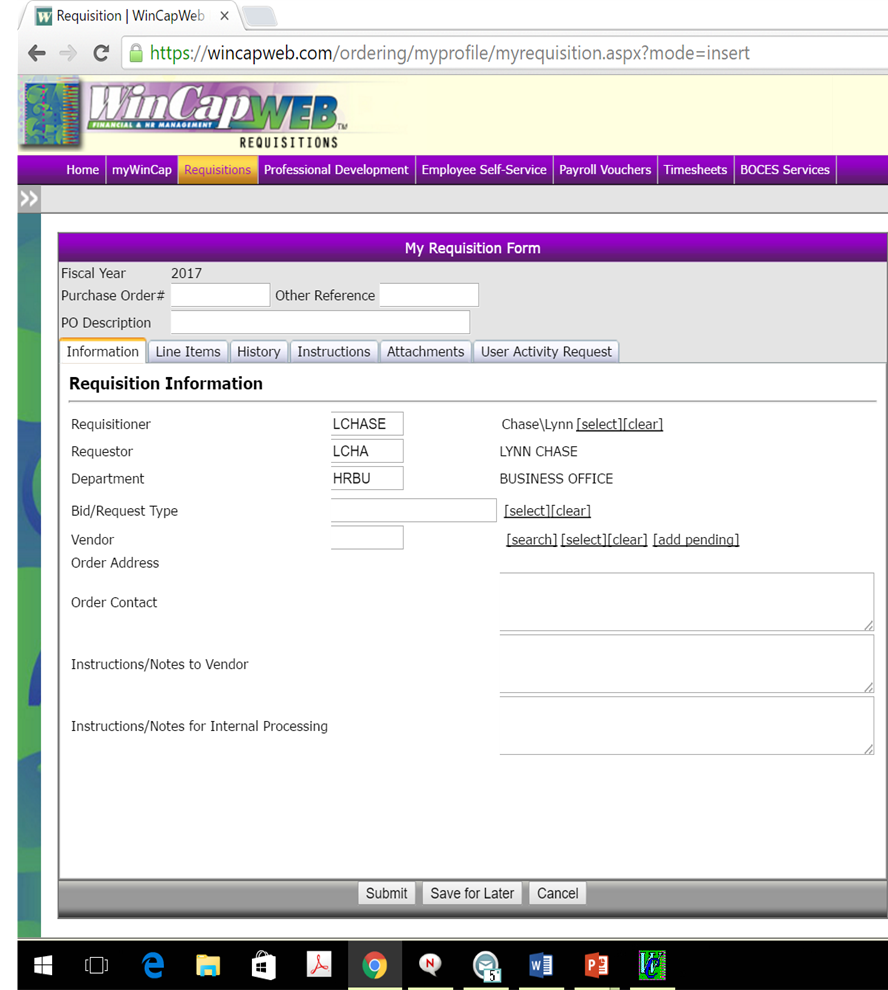 Requisition | WinCapWeb ×
https://wincapweb.com/ordering/myprofile/myrequisition.aspx?mode=insert
WinCapWEB TM
FINANCIAL & HR MANAGEMENT
REQUISITIONS
Home myWinCap Requisitions Professional Development Employee Self-Service Payroll Vouchers Timesheets BOCES Services
My Requisition Form
Fiscal Year 2017
Purchase Order# Other Reference
PO Description
Information Line Items History Instructions Attachments User Activity Request
Requisition Information
Requisitioner LCHASE Chase\Lynn [select][clear]
Requestor LCHA LYNN CHASE
Department HRBU BUSINESS OFFICE
Bid/Request Type [select][clear]
Vendor [search] [select][clear] [add pending]
Order Address
Order Contact
Instructions/Notes to Vendor
Instructions/Notes for Internal Processing
Submit Save for Later Cancel
N 5 W P